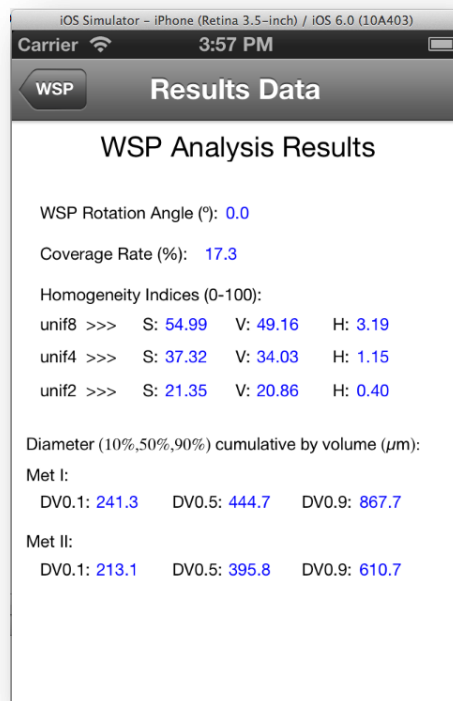 iOS Simulator - iPhone (Retina 3.5-inch) / iOS 6.0 (10A403)
Carrier 3:57 PM
WSP Results Data
WSP Analysis Results
WSP Rotation Angle (º): 0.0
Coverage Rate (%): 17.3
Homogeneity Indices (0-100):
unif8 >>> S: 54.99 V: 49.16 H: 3.19
unif4 >>> S: 37.32 V: 34.03 H: 1.15
unif2 >>> S: 21.35 V: 20.86 H: 0.40
Diameter (10%,50%,90%) cumulative by volume (μm):
Met I:
DV0.1: 241.3 DV0.5: 444.7 DV0.9: 867.7
Met II:
DV0.1: 213.1 DV0.5: 395.8 DV0.9: 610.7